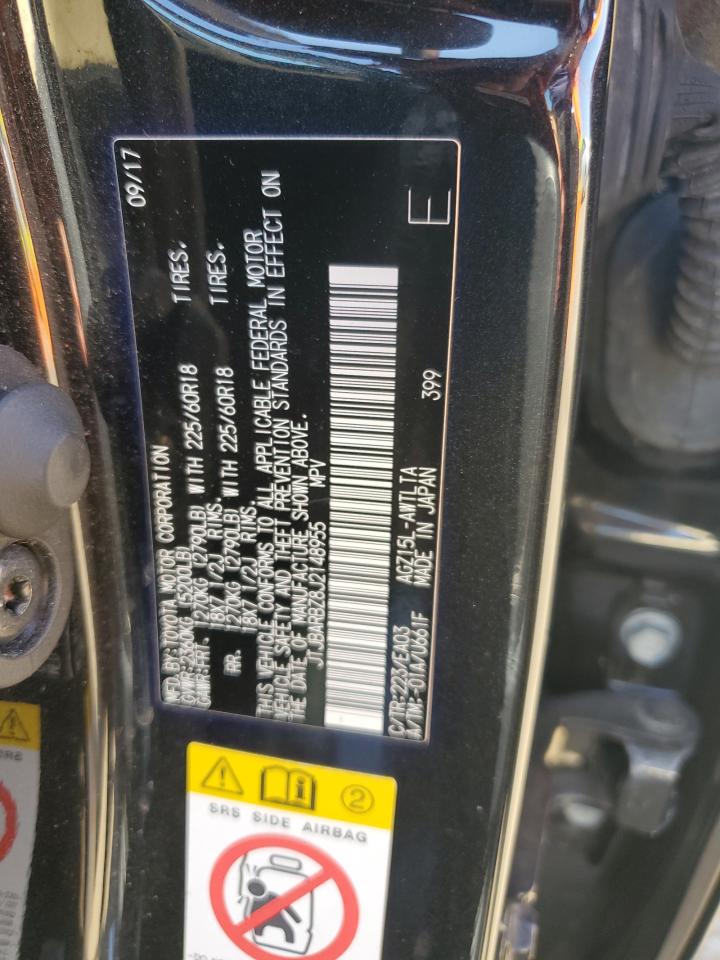 MFD BY: TOYOTA MOTOR CORPORATION 09/17
GVWR: 2360KG (5200LB)
GAWR: FRT. 1270KG (2790LB) WITH 225/60R18 TIRES.
18X7 1/2J RIMS.
RR. 1270KG (2790LB) WITH 225/60R18 TIRES.
18X7 1/2J RIMS.
THIS VEHICLE CONFORMS TO ALL APPLICABLE FEDERAL MOTOR
VEHICLE SAFETY AND THEFT PREVENTION STANDARDS IN EFFECT ON
THE DATE OF MANUFACTURE SHOWN ABOVE.
JTJBARBZ8J2148955 MPV
C/TR: 223/EA03 AGZ15L-AWTLTA 399 E
A/TM: -01A/U661F MADE IN JAPAN
2
SRS SIDE AIRBAG